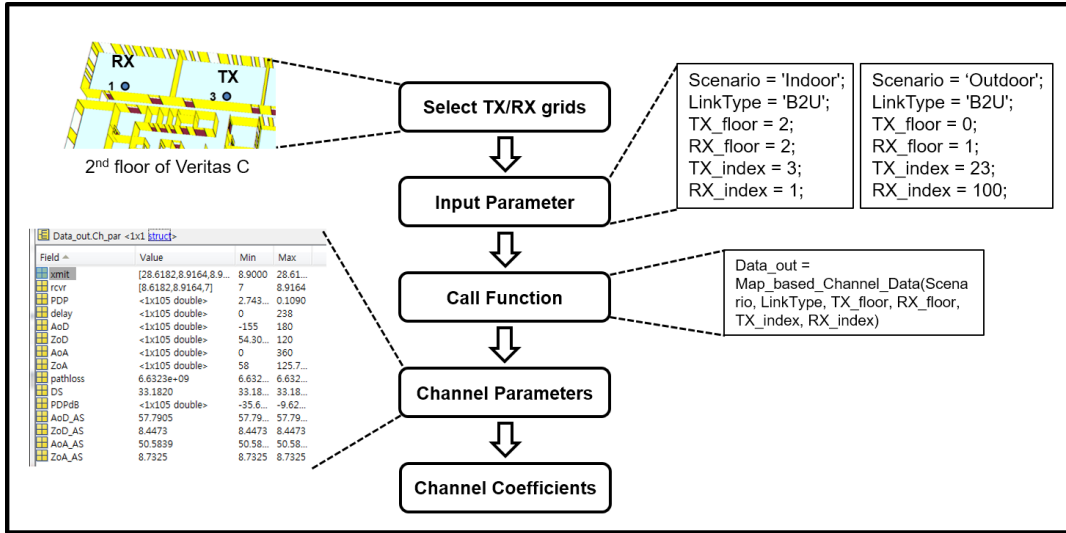 RX
1
TX
3
2nd floor of Veritas C
Select TX/RX grids
Input Parameter
Call Function
Channel Parameters
Channel Coefficients
Scenario = 'Indoor';
LinkType = 'B2U';
TX_floor = 2;
RX_floor = 2;
TX_index = 3;
RX_index = 1;
Scenario = ‘Outdoor';
LinkType = 'B2U';
TX_floor = 0;
RX_floor = 1;
TX_index = 23;
RX_index = 100;
Data_out =
Map_based_Channel_Data(Scena
rio, LinkType, TX_floor, RX_floor,
TX_index, RX_index)
Data_out.Ch_par <1x1 struct>
Field Value Min Max
xmit [28.6182,8.9164,8.9... 8.9000 28.61...
rcvr [8.6182,8.9164,7] 7 8.9164
PDP <1x105 double> 2.743... 0.1090
delay <1x105 double> 0 238
AoD <1x105 double> -155 180
ZoD <1x105 double> 54.30... 120
AoA <1x105 double> 0 360
ZoA <1x105 double> 58 125.7...
pathloss 6.6323e+09 6.632... 6.632...
DS 33.1820 33.18... 33.18...
PDPdB <1x105 double> -35.6... -9.62...
AoD_AS 57.7905 57.79... 57.79...
ZoD_AS 8.4473 8.4473 8.4473
AoA_AS 50.5839 50.58... 50.58...
ZoA_AS 8.7325 8.7325 8.7325